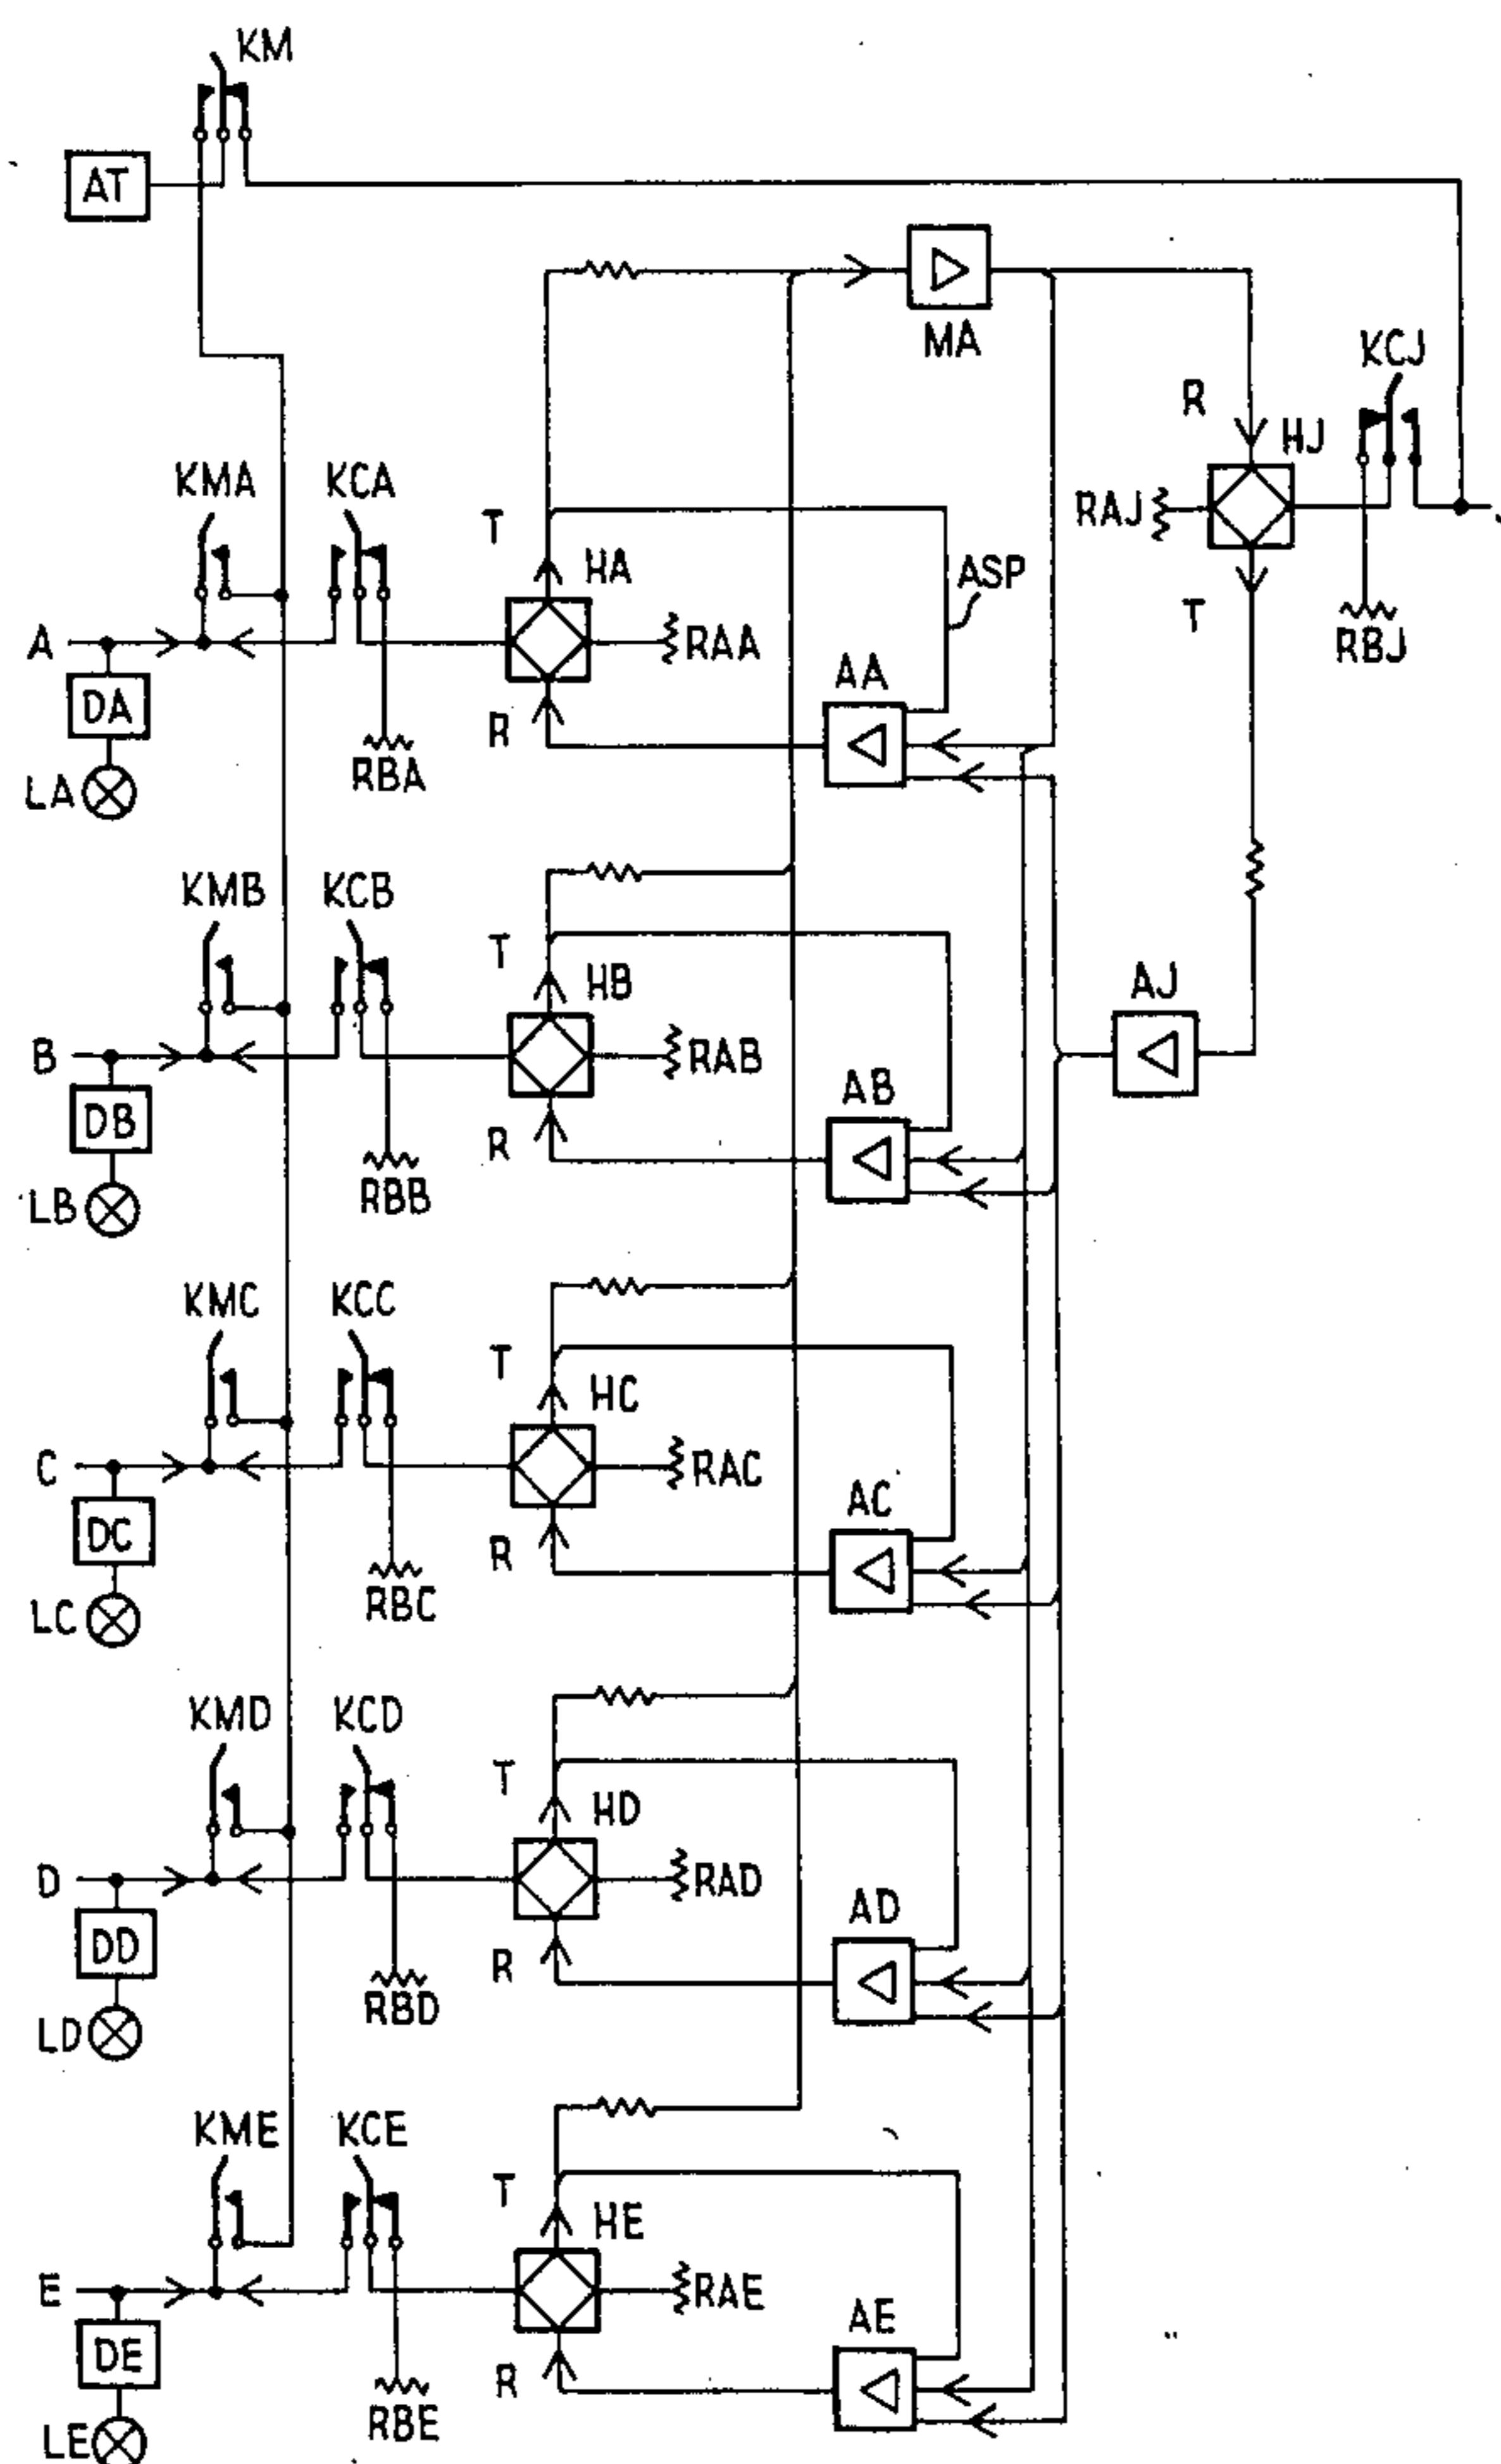 KM
AT
MA
KCJ
R
HJ
KMA
KCA
T
RAJ
HA
ASP
T
A
RAA
RBJ
DA
AA
R
RBA
LA
KMB
KCB
T
HB
AJ
B
RAB
DB
AB
R
RBB
LB
KMC
KCC
T
HC
C
RAC
DC
AC
R
RBC
LC
KMD
KCD
T
HD
D
RAD
DD
AD
R
RBD
LD
KME
KCE
T
HE
E
RAE
DE
AE
R
RBE
LE